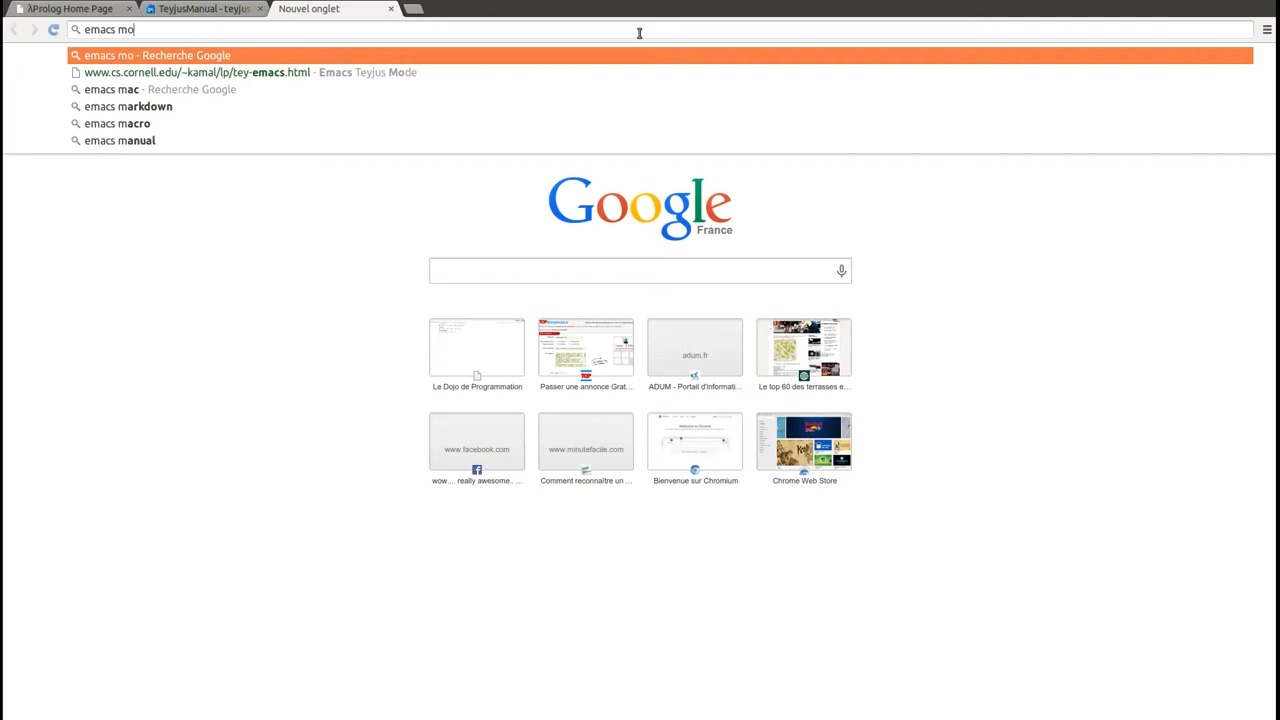 λProlog Home Page
TeyjusManual - teyjus
Nouvel onglet
emacs mo
emacs mo - Recherche Google
www.cs.cornell.edu/~kamal/lp/tey-emacs.html - Emacs Teyjus Mode
emacs mac - Recherche Google
emacs markdown
emacs macro
emacs manual
Google
France
Le Dojo de Programmation
Passer une annonce Grat...
adum.fr
ADUM - Portail d'informati...
Le top 60 des terrasses e...
www.facebook.com
wow.... really awesome.. ...
www.minutefacile.com
Comment reconnaître un ...
Welcome to Chrome
Bienvenue sur Chromium
Chrome Web Store